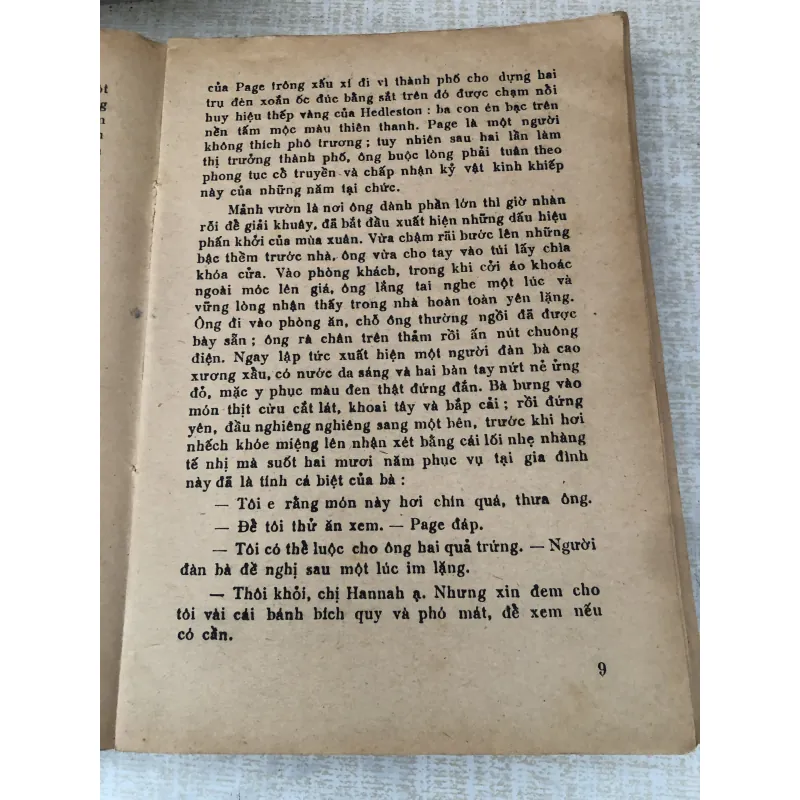 ột
g
n
n
a
của Page trông xấu xí đi vì thành phố cho dựng hai
trụ đèn xoắn ốc đúc bằng sắt trên đó được chạm nổi
huy hiệu thếp vàng của Hedleston : ba con én bạc trên
nền tấm mộc màu thiên thanh. Page là một người
không thích phô trương ; tuy nhiên sau hai lần làm
thị trưởng thành phố, ông buộc lòng phải tuân theo
phong tục cổ truyền và chấp nhận kỷ vật kinh khiếp
này của những năm tại chức.
Mảnh vườn là nơi ông dành phần lớn thì giờ nhàn
rỗi để giải khuây, đã bắt đầu xuất hiện những dấu hiệu
phấn khởi của mùa xuân. Vừa chậm rãi bước lên những
bậc thềm trước nhà, ông vừa cho tay vào túi lấy chìa
khóa cửa. Vào phòng khách, trong khi cởi áo khoác
ngoài móc lên giá, ông lắng tai nghe một lúc và
vững lòng nhận thấy trong nhà hoàn toàn yên lặng.
Ông đi vào phòng ăn, chỗ ông thường ngồi đã được
bày sẵn ; ông rà chân trên thảm rồi ấn nút chuông
điện. Ngay lập tức xuất hiện một người đàn bà cao
xương xẩu, có nước da sáng và hai bàn tay nứt nẻ ửng
đỏ, mặc y phục màu đen thật đứng đắn. Bà bưng vào
món thịt cừu cắt lát, khoai tây và bắp cải ; rồi đứng
yên, đầu nghiêng nghiêng sang một bên, trước khi hơi
nhếch khóe miệng lên nhận xét bằng cái lối nhẹ nhàng
tế nhị mà suốt hai mươi năm phục vụ tại gia đình
này đã là tính cá biệt của bà :
— Tôi e rằng món này hơi chín quá, thưa ông.
— Để tôi thử ăn xem. — Page đáp.
— Tôi có thể luộc cho ông hai quả trứng. — Người
đàn bà đề nghị sau một lúc im lặng.
— Thôi khỏi, chị Hannah ạ. Nhưng xin đem cho
tôi vài cái bánh bích quy và phó mát, để xem nếu
có cần.
9